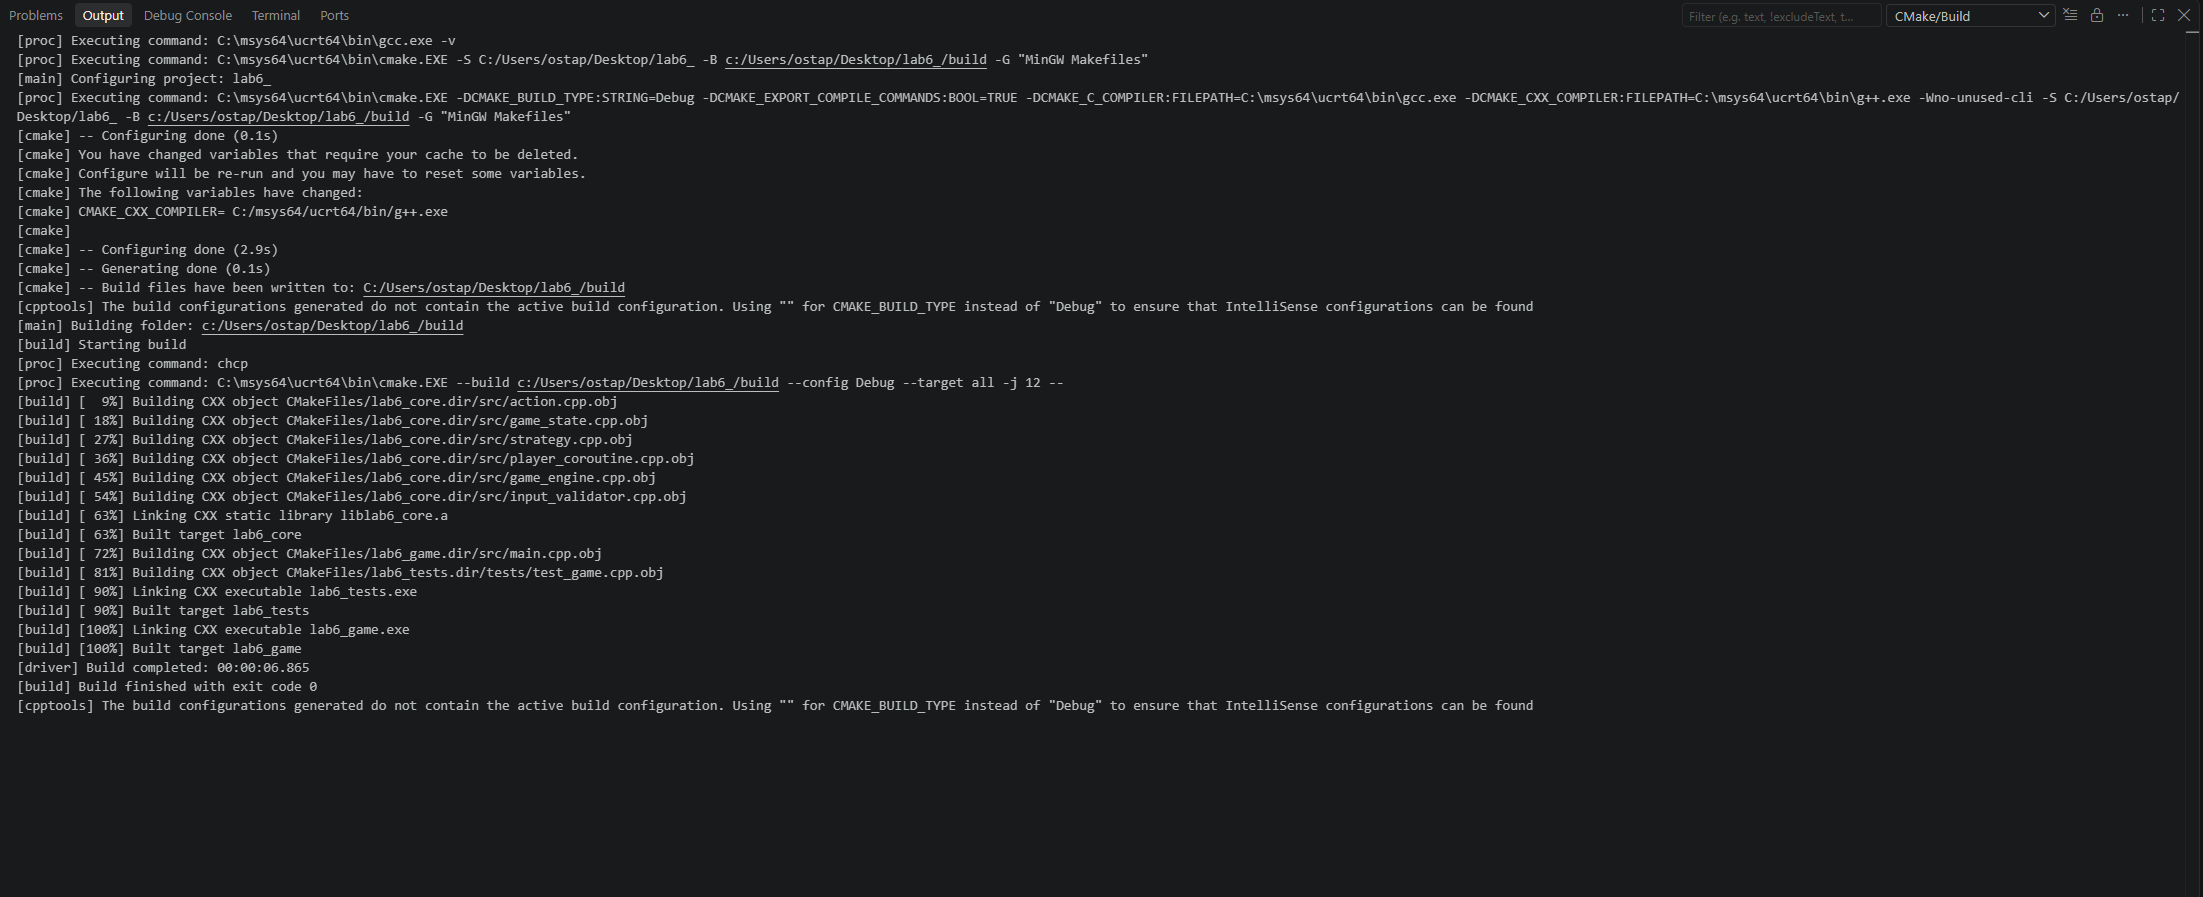 Problems Output Debug Console Terminal Ports Filter (e.g. text, !excludeText, t... CMake/Build
[proc] Executing command: C:\msys64\ucrt64\bin\gcc.exe -v
[proc] Executing command: C:\msys64\ucrt64\bin\cmake.EXE -S C:/Users/ostap/Desktop/lab6_ -B c:/Users/ostap/Desktop/lab6_/build -G "MinGW Makefiles"
[main] Configuring project: lab6_
[proc] Executing command: C:\msys64\ucrt64\bin\cmake.EXE -DCMAKE_BUILD_TYPE:STRING=Debug -DCMAKE_EXPORT_COMPILE_COMMANDS:BOOL=TRUE -DCMAKE_C_COMPILER:FILEPATH=C:\msys64\ucrt64\bin\gcc.exe -DCMAKE_CXX_COMPILER:FILEPATH=C:\msys64\ucrt64\bin\g++.exe -Wno-unused-cli -S C:/Users/ostap/
Desktop/lab6_ -B c:/Users/ostap/Desktop/lab6_/build -G "MinGW Makefiles"
[cmake] -- Configuring done (0.1s)
[cmake] You have changed variables that require your cache to be deleted.
[cmake] Configure will be re-run and you may have to reset some variables.
[cmake] The following variables have changed:
[cmake] CMAKE_CXX_COMPILER= C:/msys64/ucrt64/bin/g++.exe
[cmake]
[cmake] -- Configuring done (2.9s)
[cmake] -- Generating done (0.1s)
[cmake] -- Build files have been written to: C:/Users/ostap/Desktop/lab6_/build
[cpptools] The build configurations generated do not contain the active build configuration. Using "" for CMAKE_BUILD_TYPE instead of "Debug" to ensure that IntelliSense configurations can be found
[main] Building folder: c:/Users/ostap/Desktop/lab6_/build
[build] Starting build
[proc] Executing command: chcp
[proc] Executing command: C:\msys64\ucrt64\bin\cmake.EXE --build c:/Users/ostap/Desktop/lab6_/build --config Debug --target all -j 12 --
[build] [  9%] Building CXX object CMakeFiles/lab6_core.dir/src/action.cpp.obj
[build] [ 18%] Building CXX object CMakeFiles/lab6_core.dir/src/game_state.cpp.obj
[build] [ 27%] Building CXX object CMakeFiles/lab6_core.dir/src/strategy.cpp.obj
[build] [ 36%] Building CXX object CMakeFiles/lab6_core.dir/src/player_coroutine.cpp.obj
[build] [ 45%] Building CXX object CMakeFiles/lab6_core.dir/src/game_engine.cpp.obj
[build] [ 54%] Building CXX object CMakeFiles/lab6_core.dir/src/input_validator.cpp.obj
[build] [ 63%] Linking CXX static library liblab6_core.a
[build] [ 63%] Built target lab6_core
[build] [ 72%] Building CXX object CMakeFiles/lab6_game.dir/src/main.cpp.obj
[build] [ 81%] Building CXX object CMakeFiles/lab6_tests.dir/tests/test_game.cpp.obj
[build] [ 90%] Linking CXX executable lab6_tests.exe
[build] [ 90%] Built target lab6_tests
[build] [100%] Linking CXX executable lab6_game.exe
[build] [100%] Built target lab6_game
[driver] Build completed: 00:00:06.865
[build] Build finished with exit code 0
[cpptools] The build configurations generated do not contain the active build configuration. Using "" for CMAKE_BUILD_TYPE instead of "Debug" to ensure that IntelliSense configurations can be found